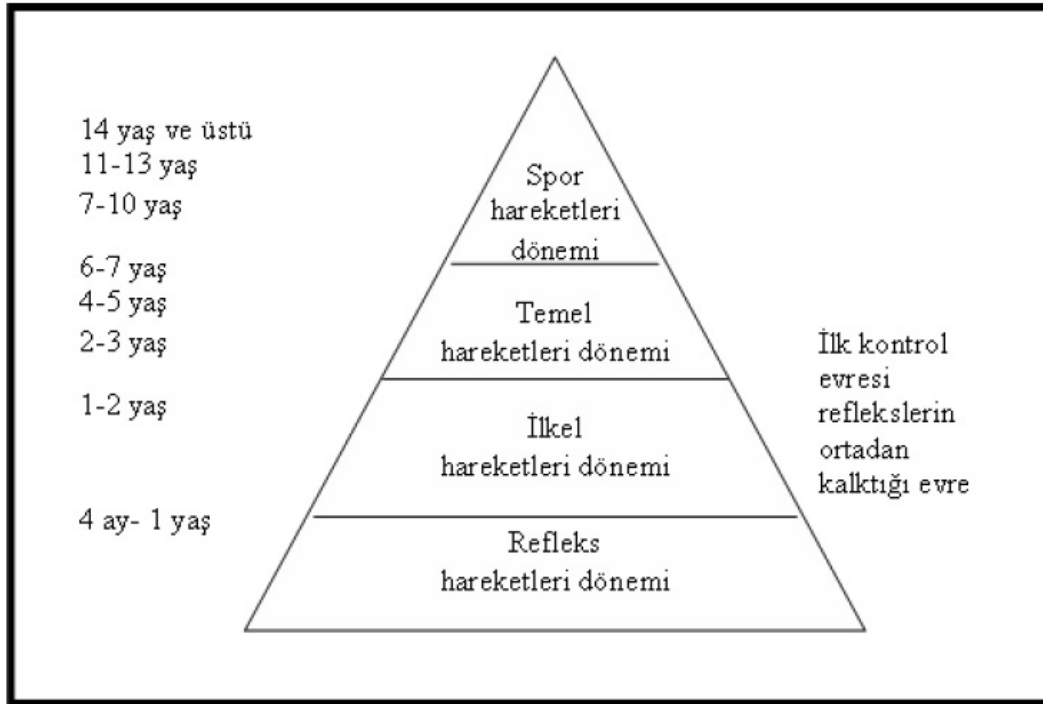 14 yaş ve üstü
11-13 yaş
7-10 yaş
6-7 yaş
4-5 yaş
2-3 yaş
1-2 yaş
4 ay- 1 yaş
Spor
hareketleri
dönemi
Temel
hareketleri dönemi
İlkel
hareketleri dönemi
Refleks
hareketleri dönemi
İlk kontrol
evresi
reflekslerin
ortadan
kalktığı evre